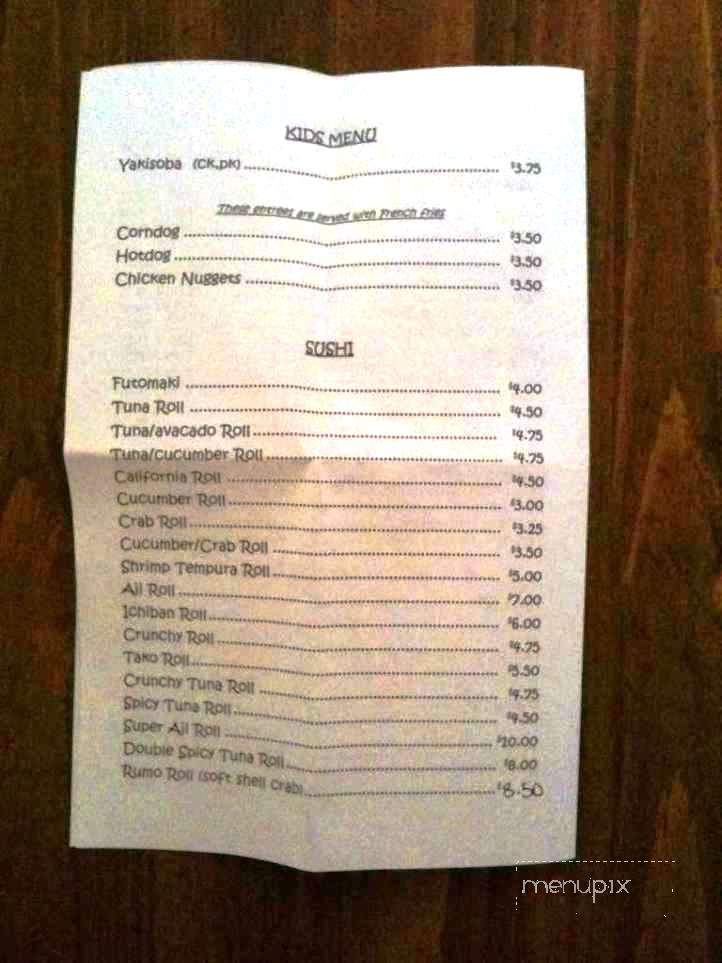 KIDS MENU
Yakisoba (ck,pk) $3.75
These entrees are served with French Fries
Corndog $3.50
Hotdog $3.50
Chicken Nuggets $3.50
SUSHI
Futomaki $4.00
Tuna Roll $4.50
Tuna/avacado Roll $4.75
Tuna/cucumber Roll $4.75
California Roll $4.50
Cucumber Roll $3.00
Crab Roll $3.25
Cucumber/Crab Roll $3.50
Shrimp Tempura Roll $5.00
Aji Roll $7.00
Ichiban Roll $6.00
Crunchy Roll $4.75
Tako Roll $5.50
Crunchy Tuna Roll $4.75
Spicy Tuna Roll $4.50
Super Aji Roll $10.00
Double Spicy Tuna Roll $8.00
Rumo Roll (soft shell crab) $8.50
menupix